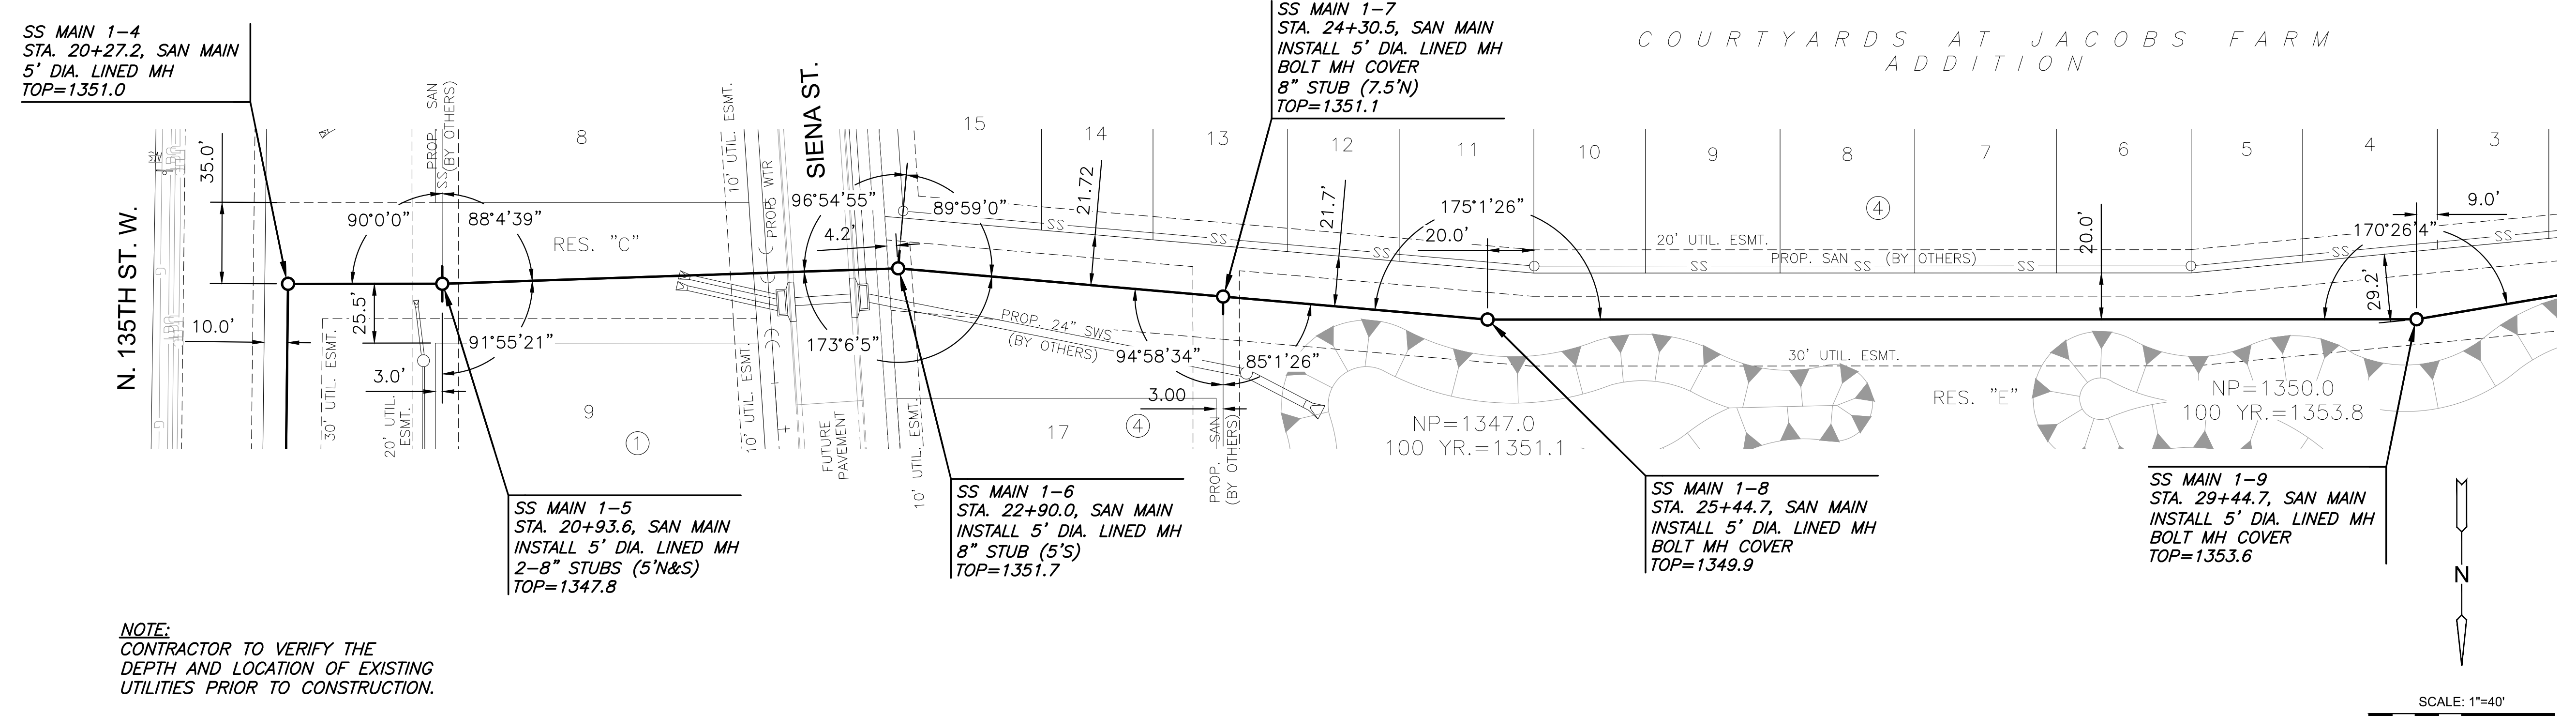 SS MAIN 1-4
STA. 20+27.2, SAN MAIN
5' DIA. LINED MH
TOP=1351.0
SS MAIN 1-7
STA. 24+30.5, SAN MAIN
INSTALL 5' DIA. LINED MH
BOLT MH COVER
8" STUB (7.5'N)
TOP=1351.1
COURTYARDS AT JACOBS FARM
ADDITION
N. 135TH ST. W.
SIENA ST.
35.0'
10.0'
SW
G
G
PROP. SAN
(BY OTHERS)
SS
8
90°0'0"
88°4'39"
RES. "C"
25.5'
91°55'21"
3.0'
30' UTIL. ESMT.
20' UTIL.
ESMT.
9
1
10' UTIL. ESMT.
PROP. WTR
10' UTIL. ESMT.
FUTURE
PAVEMENT
10' UTIL. ESMT.
96°54'55"
89°59'0"
4.2'
173°6'5"
15
14
13
12
11
10
9
8
7
6
5
4
3
21.72
21.7'
SS
SS
SS
SS
SS
SS
SS
SS
175°1'26"
20.0'
20' UTIL. ESMT.
PROP. SAN (BY OTHERS)
4
20.0'
9.0'
170°26'4"
29.2'
PROP. 24" SWS
(BY OTHERS)
94°58'34"
85°1'26"
3.00
PROP. SAN
(BY OTHERS)
17
4
30' UTIL. ESMT.
NP=1347.0
100 YR.=1351.1
RES. "E"
NP=1350.0
100 YR.=1353.8
SS MAIN 1-5
STA. 20+93.6, SAN MAIN
INSTALL 5' DIA. LINED MH
2-8" STUBS (5'N&S)
TOP=1347.8
SS MAIN 1-6
STA. 22+90.0, SAN MAIN
INSTALL 5' DIA. LINED MH
8" STUB (5'S)
TOP=1351.7
SS MAIN 1-8
STA. 25+44.7, SAN MAIN
INSTALL 5' DIA. LINED MH
BOLT MH COVER
TOP=1349.9
SS MAIN 1-9
STA. 29+44.7, SAN MAIN
INSTALL 5' DIA. LINED MH
BOLT MH COVER
TOP=1353.6
N
NOTE:
CONTRACTOR TO VERIFY THE
DEPTH AND LOCATION OF EXISTING
UTILITIES PRIOR TO CONSTRUCTION.
SCALE: 1"=40'